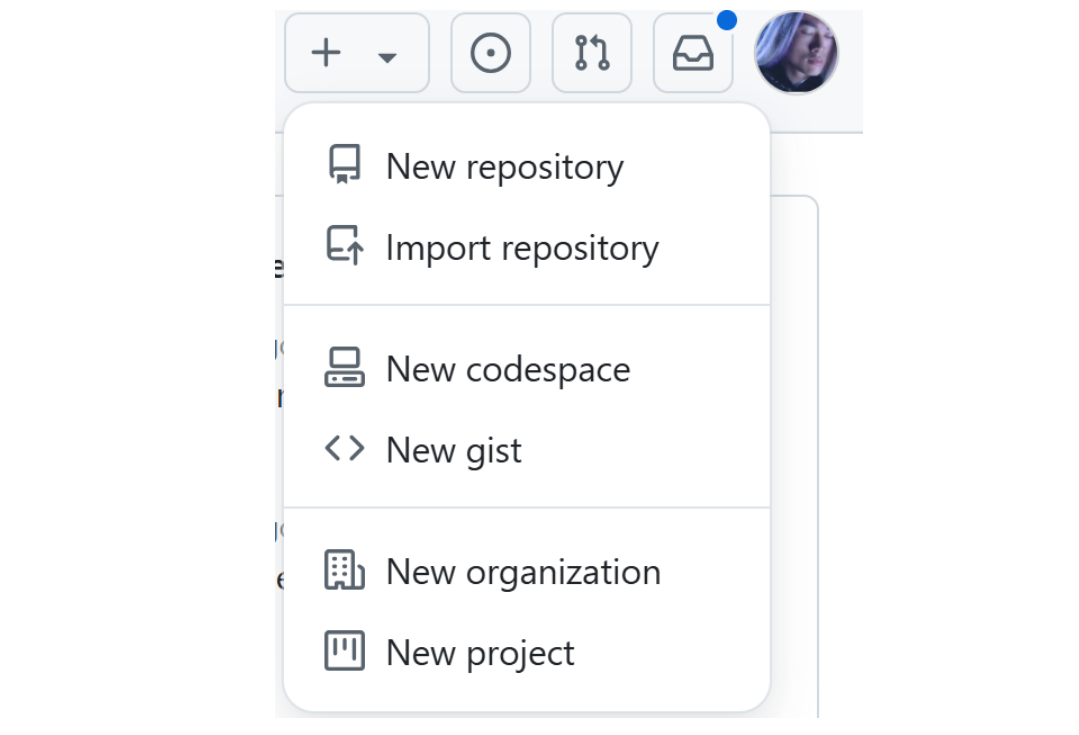 New repository
Import repository
New codespace
New gist
New organization
New project